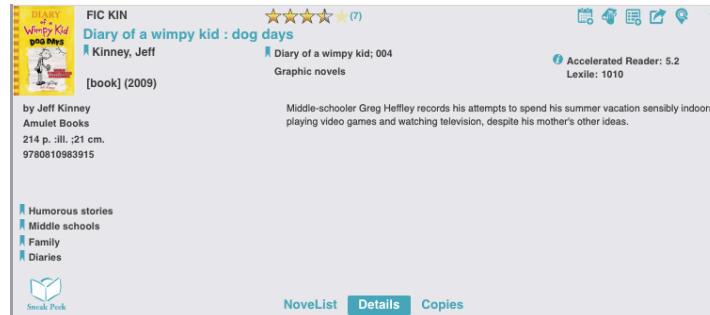 DIARY
of a
Wimpy Kid
DOG DAYS
FIC KIN
(7)
Diary of a wimpy kid : dog days
Kinney, Jeff
Diary of a wimpy kid; 004
Graphic novels
Accelerated Reader: 5.2
Lexile: 1010
[book] (2009)
by Jeff Kinney
Amulet Books
214 p. :ill. ;21 cm.
9780810983915
Middle-schooler Greg Heffley records his attempts to spend his summer vacation sensibly indoors
playing video games and watching television, despite his mother's other ideas.
Humorous stories
Middle schools
Family
Diaries
Sneak Peek
NoveList
Details
Copies